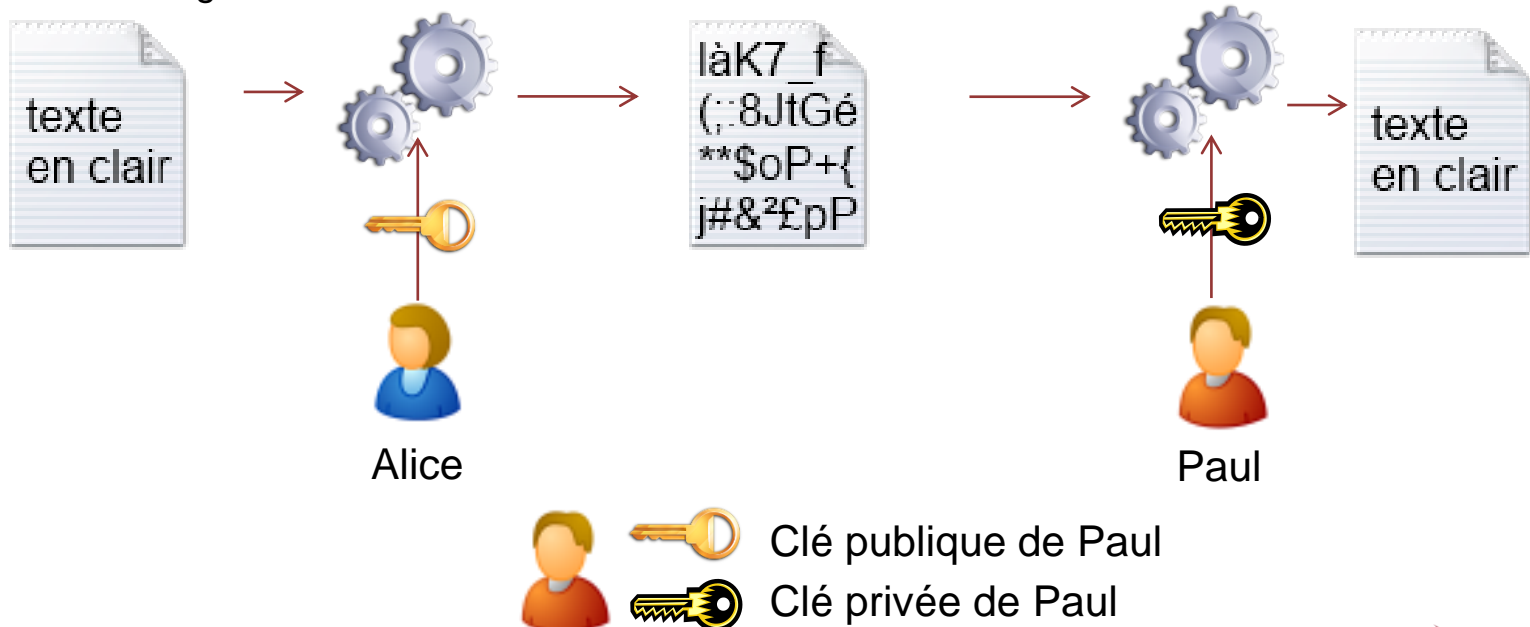 texte
en clair
làK7_f
(;:8JtGé
**$oP+{
j#&²£pP
texte
en clair
Alice
Paul
Clé publique de Paul
Clé privée de Paul